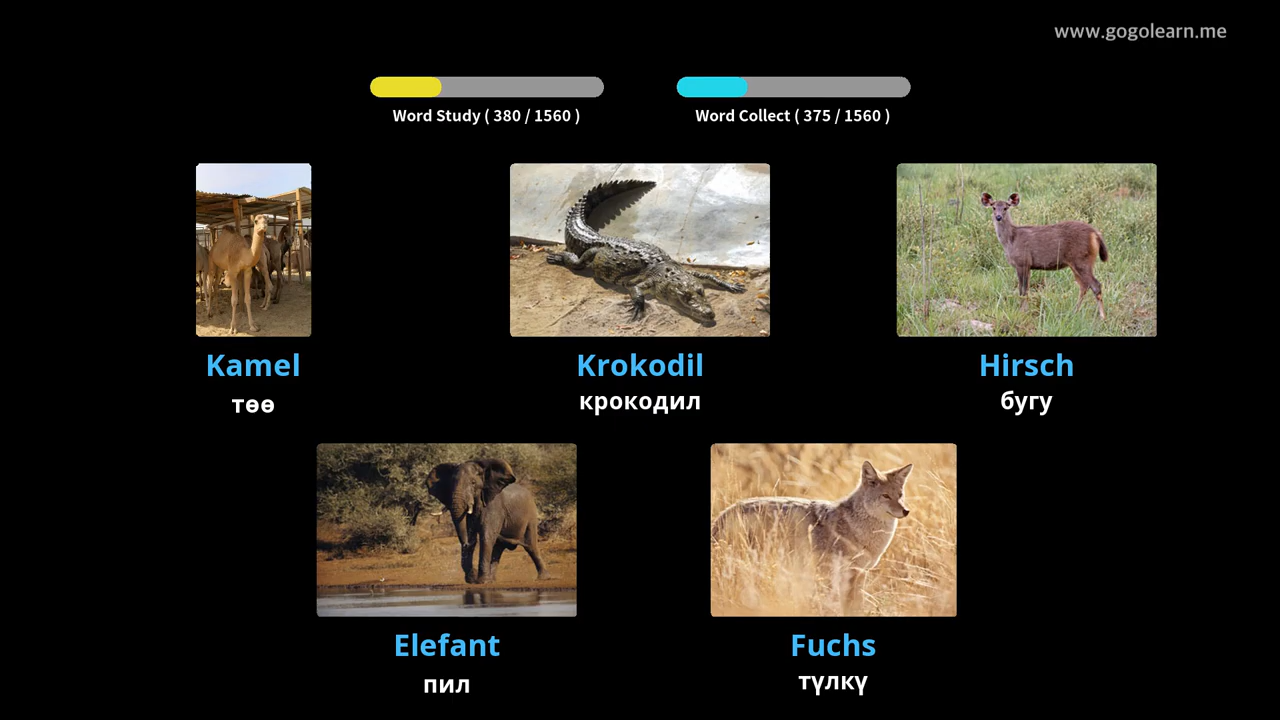 www.gogolearn.me
Word Study ( 380 / 1560 )
Word Collect ( 375 / 1560 )
Kamel
төө
Krokodil
крокодил
Hirsch
бугу
Elefant
пил
Fuchs
түлкү